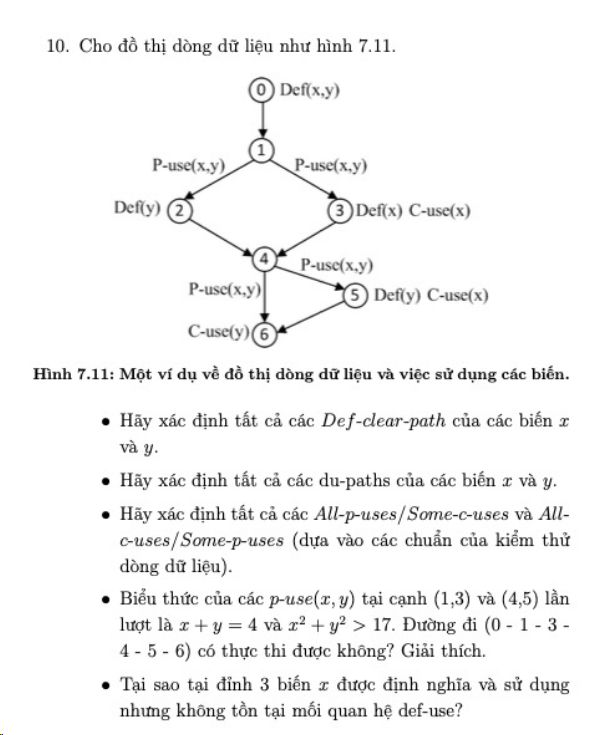 10. Cho đồ thị dòng dữ liệu như hình 7.11.
0 Def(x,y)
1
P-use(x,y) P-use(x,y)
Def(y) 2 3 Def(x) C-use(x)
4 P-use(x,y)
P-use(x,y) 5 Def(y) C-use(x)
C-use(y) 6
Hình 7.11: Một ví dụ về đồ thị dòng dữ liệu và việc sử dụng các biến.
• Hãy xác định tất cả các Def-clear-path của các biến x
và y.
• Hãy xác định tất cả các du-paths của các biến x và y.
• Hãy xác định tất cả các All-p-uses/Some-c-uses và All-
c-uses/Some-p-uses (dựa vào các chuẩn của kiểm thử
dòng dữ liệu).
• Biểu thức của các p-use(x, y) tại cạnh (1,3) và (4,5) lần
lượt là x + y = 4 và x² + y² > 17. Đường đi (0 - 1 - 3 -
4 - 5 - 6) có thực thi được không? Giải thích.
• Tại sao tại đỉnh 3 biến x được định nghĩa và sử dụng
nhưng không tồn tại mối quan hệ def-use?